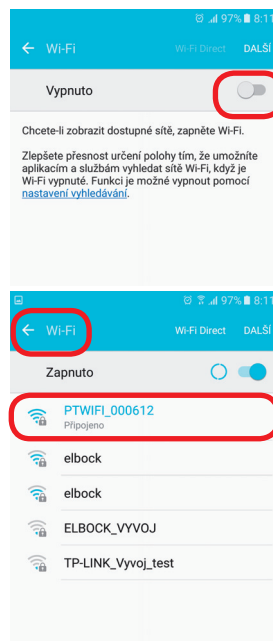 97% 8:11
Wi-Fi Wi-Fi Direct DALŠÍ
Vypnuto
Chcete-li zobrazit dostupné sítě, zapněte Wi-Fi.
Zlepšete přesnost určení polohy tím, že umožníte
aplikacím a službám vyhledat sítě Wi-Fi, když je
Wi-Fi vypnuté. Funkci je možné vypnout pomocí
nastavení vyhledávání.
97% 8:11
Wi-Fi Wi-Fi Direct DALŠÍ
Zapnuto
PTWIFI_000612
Připojeno
elbock
elbock
ELBOCK_VYVOJ
TP-LINK_Vyvoj_test